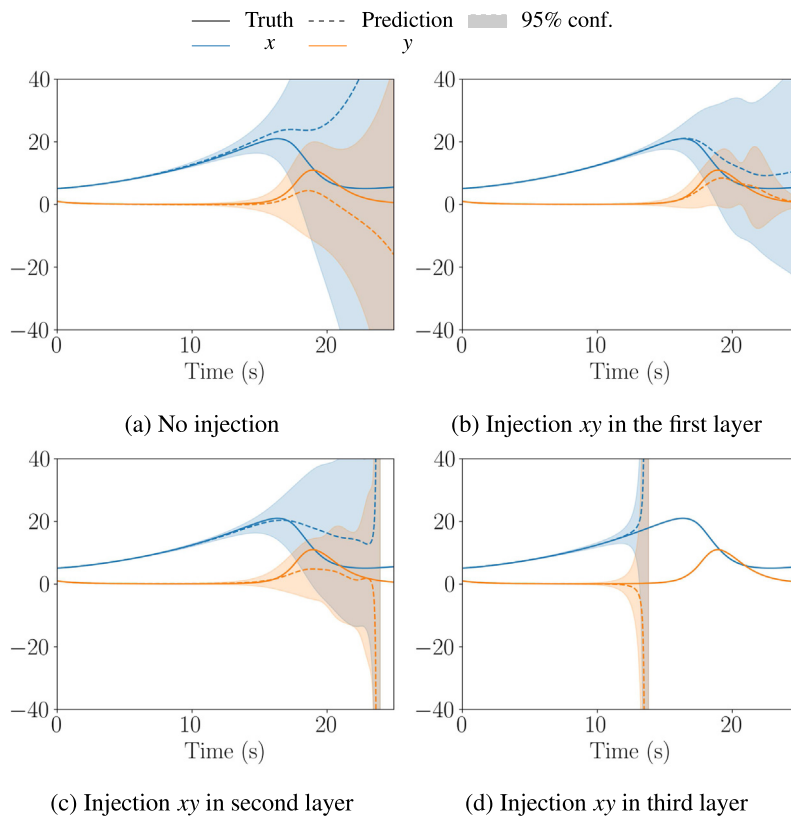 Truth Prediction 95% conf.
x y
40
20
0
−20
−40
0 10 20
Time (s)
(a) No injection
40
20
0
−20
−40
0 10 20
Time (s)
(b) Injection xy in the first layer
40
20
0
−20
−40
0 10 20
Time (s)
(c) Injection xy in second layer
40
20
0
−20
−40
0 10 20
Time (s)
(d) Injection xy in third layer